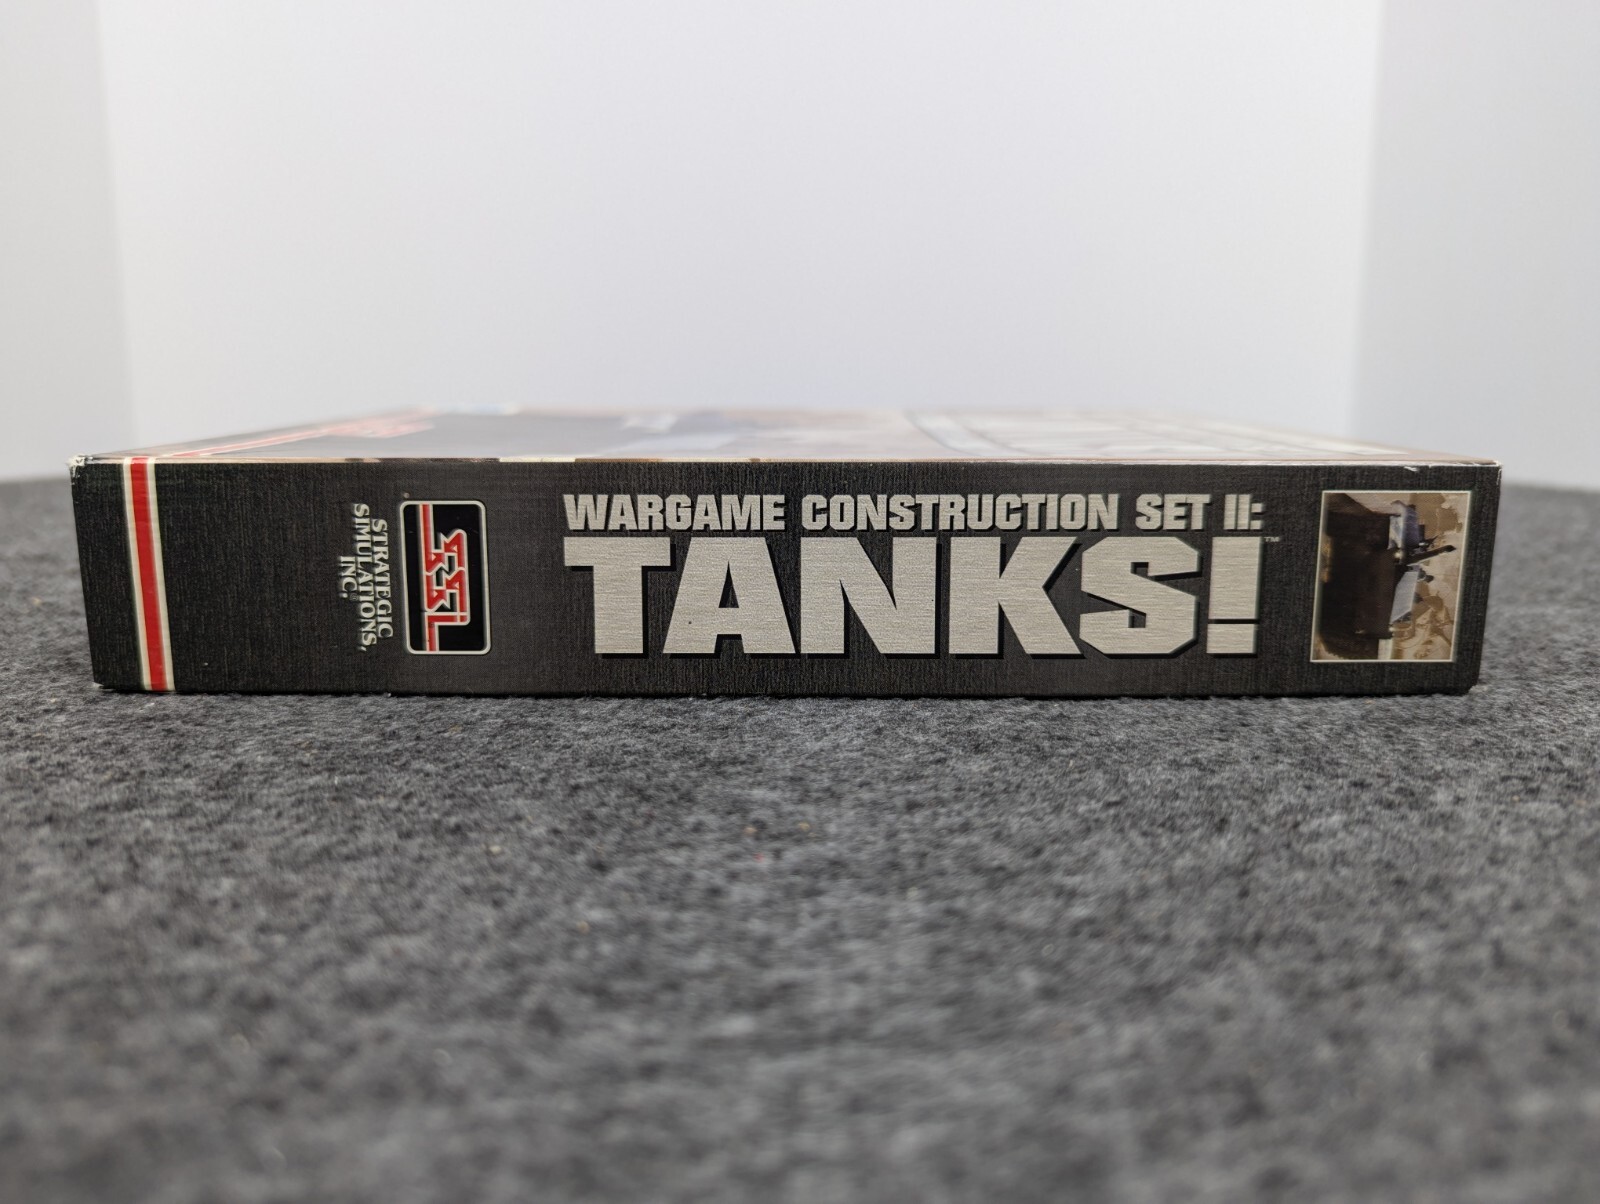 WARGAME CONSTRUCTION SET II:
TANKS!™
SSI
STRATEGIC
SIMULATIONS,
INC.®